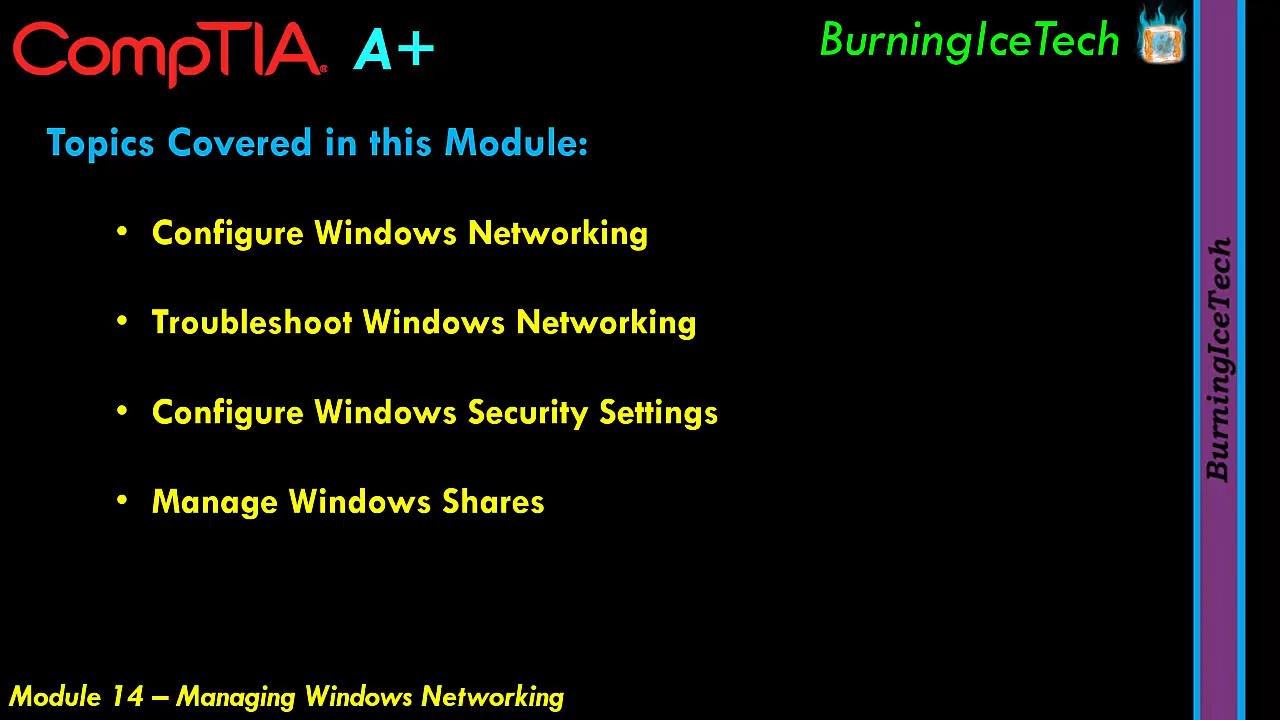 CompTIA® A+
BurningIceTech
Topics Covered in this Module:
• Configure Windows Networking
• Troubleshoot Windows Networking
• Configure Windows Security Settings
• Manage Windows Shares
BurningIceTech
Module 14 – Managing Windows Networking